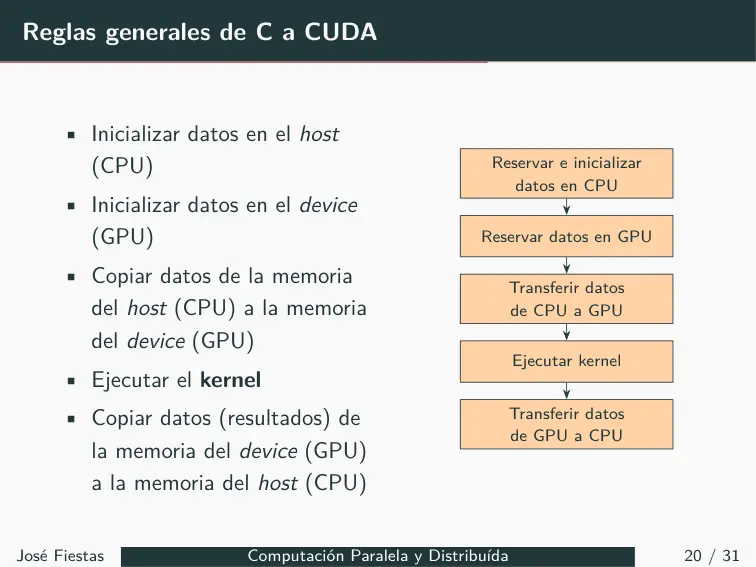 Reglas generales de C a CUDA
▪ Inicializar datos en el host
(CPU)
▪ Inicializar datos en el device
(GPU)
▪ Copiar datos de la memoria
del host (CPU) a la memoria
del device (GPU)
▪ Ejecutar el kernel
▪ Copiar datos (resultados) de
la memoria del device (GPU)
a la memoria del host (CPU)
Reservar e inicializar
datos en CPU
Reservar datos en GPU
Transferir datos
de CPU a GPU
Ejecutar kernel
Transferir datos
de GPU a CPU
José Fiestas
Computación Paralela y Distribuída
20 / 31